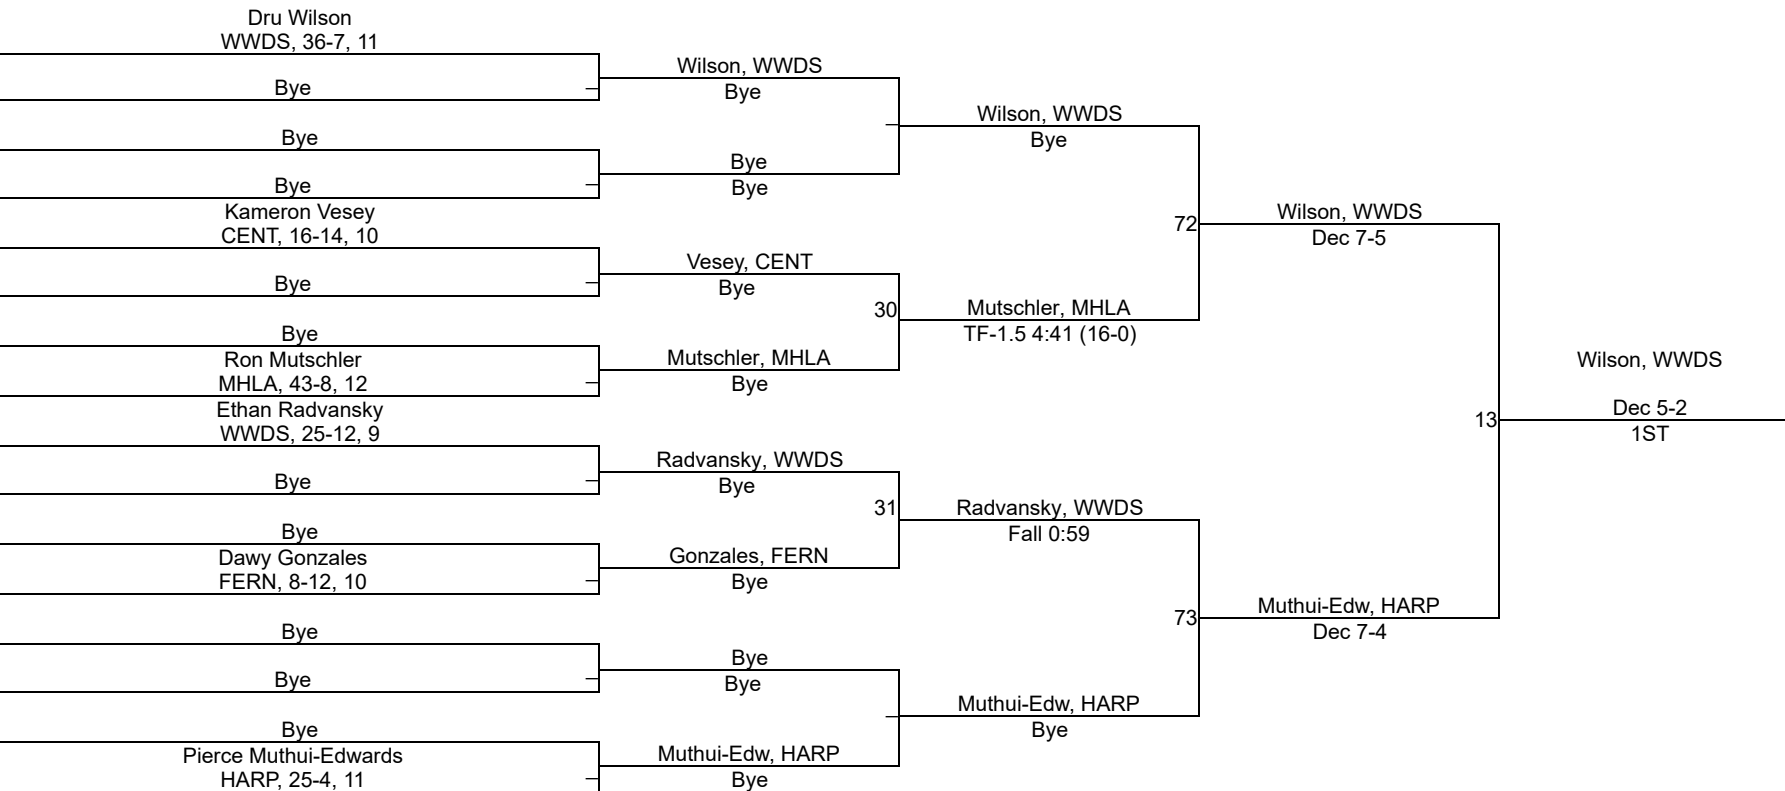 Dru Wilson
WWDS, 36-7, 11
Bye
Bye
Bye
Kameron Vesey
CENT, 16-14, 10
Bye
Bye
Ron Mutschler
MHLA, 43-8, 12
Ethan Radvansky
WWDS, 25-12, 9
Bye
Bye
Dawy Gonzales
FERN, 8-12, 10
Bye
Bye
Bye
Pierce Muthui-Edwards
HARP, 25-4, 11
Wilson, WWDS
Bye
Bye
Bye
Vesey, CENT
Bye
30
Mutschler, MHLA
Bye
Radvansky, WWDS
Bye
31
Gonzales, FERN
Bye
Bye
Bye
Muthui-Edw, HARP
Bye
Wilson, WWDS
Bye
72
Mutschler, MHLA
TF-1.5 4:41 (16-0)
Radvansky, WWDS
Fall 0:59
73
Muthui-Edw, HARP
Bye
Wilson, WWDS
Dec 7-5
13
Muthui-Edw, HARP
Dec 7-4
Wilson, WWDS
Dec 5-2
1ST